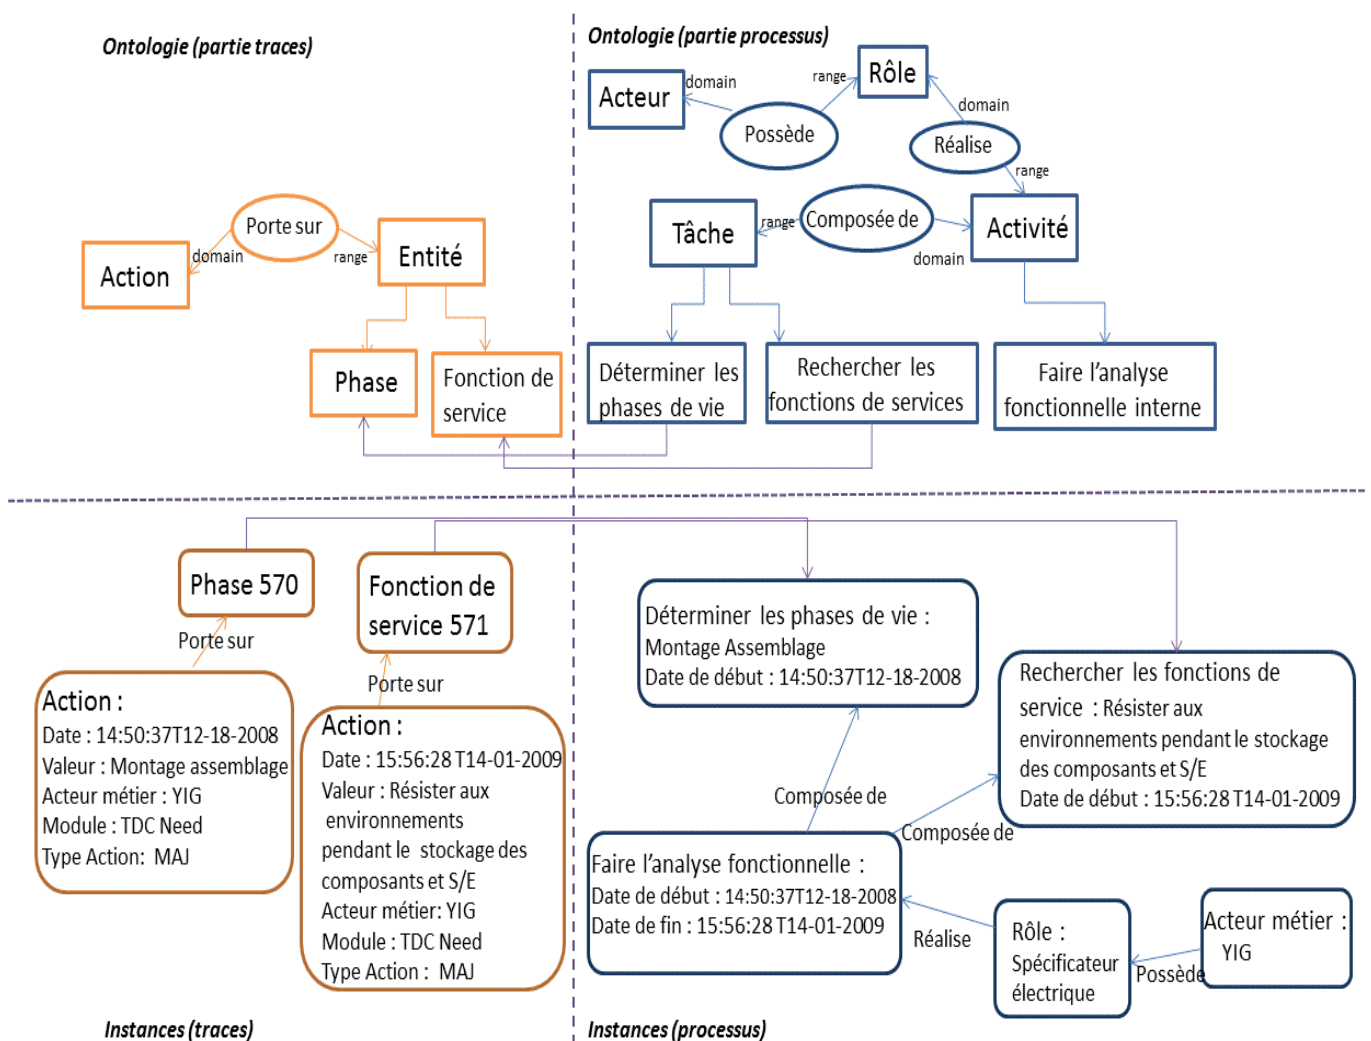 Ontologie (partie traces)
Ontologie (partie processus)
Acteur
domain
range
Rôle
Possède
domain
Réalise
range
Porte sur
domain
range
Action
Entité
Tâche
range
Composée de
domain
Activité
Phase
Fonction de
service
Déterminer les
phases de vie
Rechercher les
fonctions de services
Faire l’analyse
fonctionnelle interne
Phase 570
Fonction de
service 571
Porte sur
Porte sur
Action :
Date : 14:50:37T12-18-2008
Valeur : Montage assemblage
Acteur métier : YIG
Module : TDC Need
Type Action: MAJ
Action :
Date : 15:56:28 T14-01-2009
Valeur : Résister aux
environnements
pendant le stockage des
composants et S/E
Acteur métier: YIG
Module : TDC Need
Type Action : MAJ
Déterminer les phases de vie :
Montage Assemblage
Date de début : 14:50:37T12-18-2008
Rechercher les fonctions de
service : Résister aux
environnements pendant le stockage
des composants et S/E
Date de début : 15:56:28 T14-01-2009
Composée de
Composée de
Faire l’analyse fonctionnelle :
Date de début : 14:50:37T12-18-2008
Date de fin : 15:56:28 T14-01-2009
Réalise
Rôle :
Spécificateur
électrique
Possède
Acteur métier :
YIG
Instances (traces)
Instances (processus)